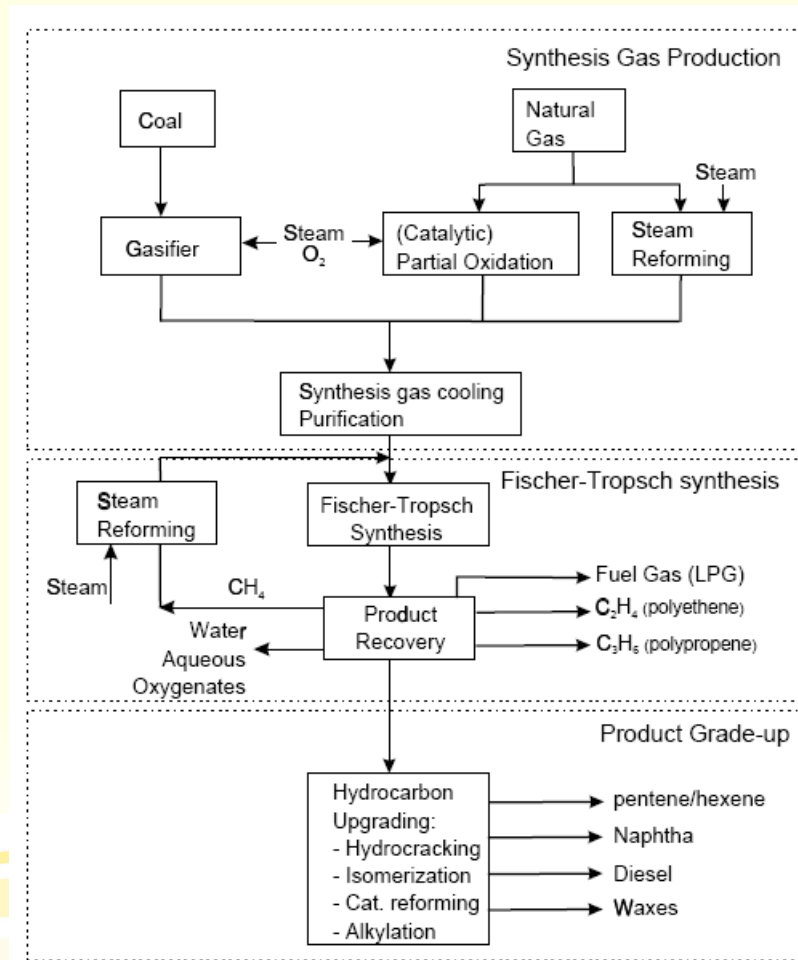 Synthesis Gas Production
Coal
Natural
Gas
Steam
Gasifier
Steam
O₂
(Catalytic)
Partial Oxidation
Steam
Reforming
Synthesis gas cooling
Purification
Fischer-Tropsch synthesis
Steam
Reforming
Fischer-Tropsch
Synthesis
Steam
CH₄
Water
Aqueous
Oxygenates
Product
Recovery
Fuel Gas (LPG)
C₂H₄ (polyethene)
C₃H₆ (polypropene)
Product Grade-up
Hydrocarbon
Upgrading:
- Hydrocracking
- Isomerization
- Cat. reforming
- Alkylation
pentene/hexene
Naphtha
Diesel
Waxes